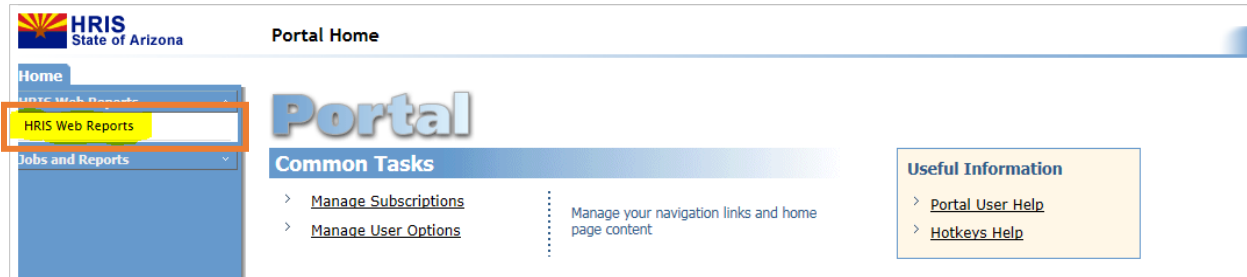 HRIS
State of Arizona
Portal Home
Home
HRIS Web Reports
HRIS Web Reports
Jobs and Reports
Portal
Common Tasks
Manage Subscriptions
Manage User Options
Manage your navigation links and home
page content
Useful Information
Portal User Help
Hotkeys Help